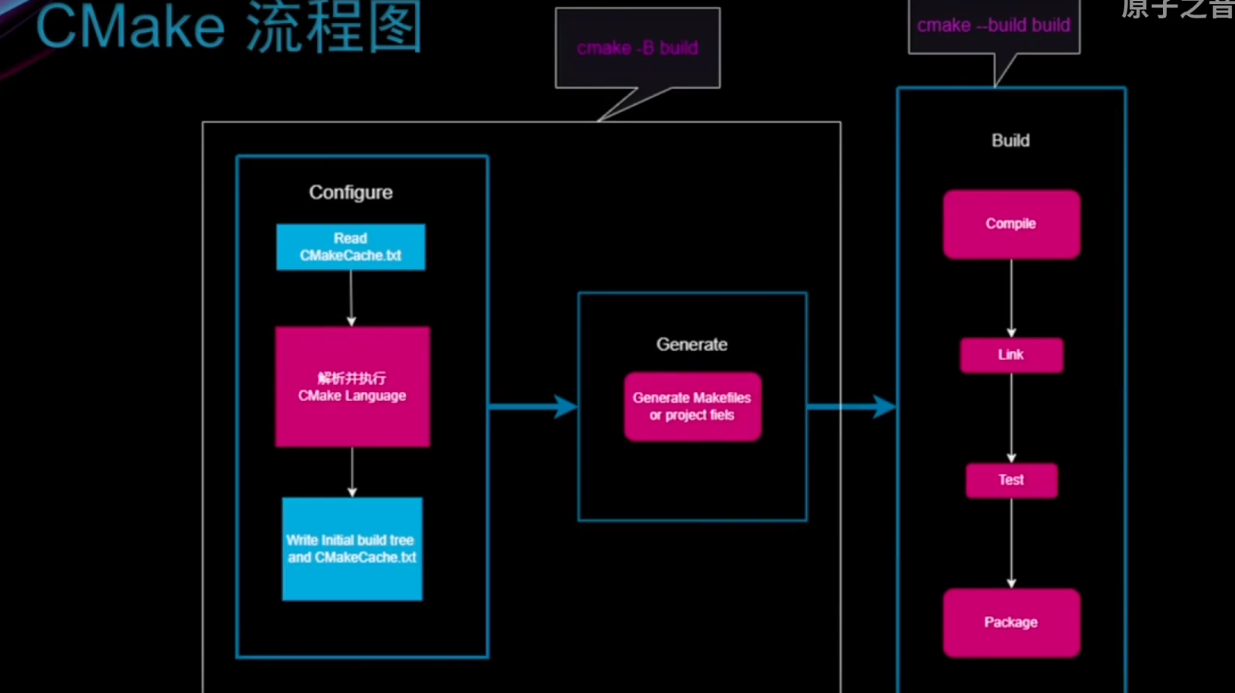 CMake 流程图
cmake -B build
cmake --build build
原子之音
Configure
Read
CMakeCache.txt
解析并执行
CMake Language
Write Initial build tree
and CMakeCache.txt
Generate
Generate Makefiles
or project fiels
Build
Compile
Link
Test
Package